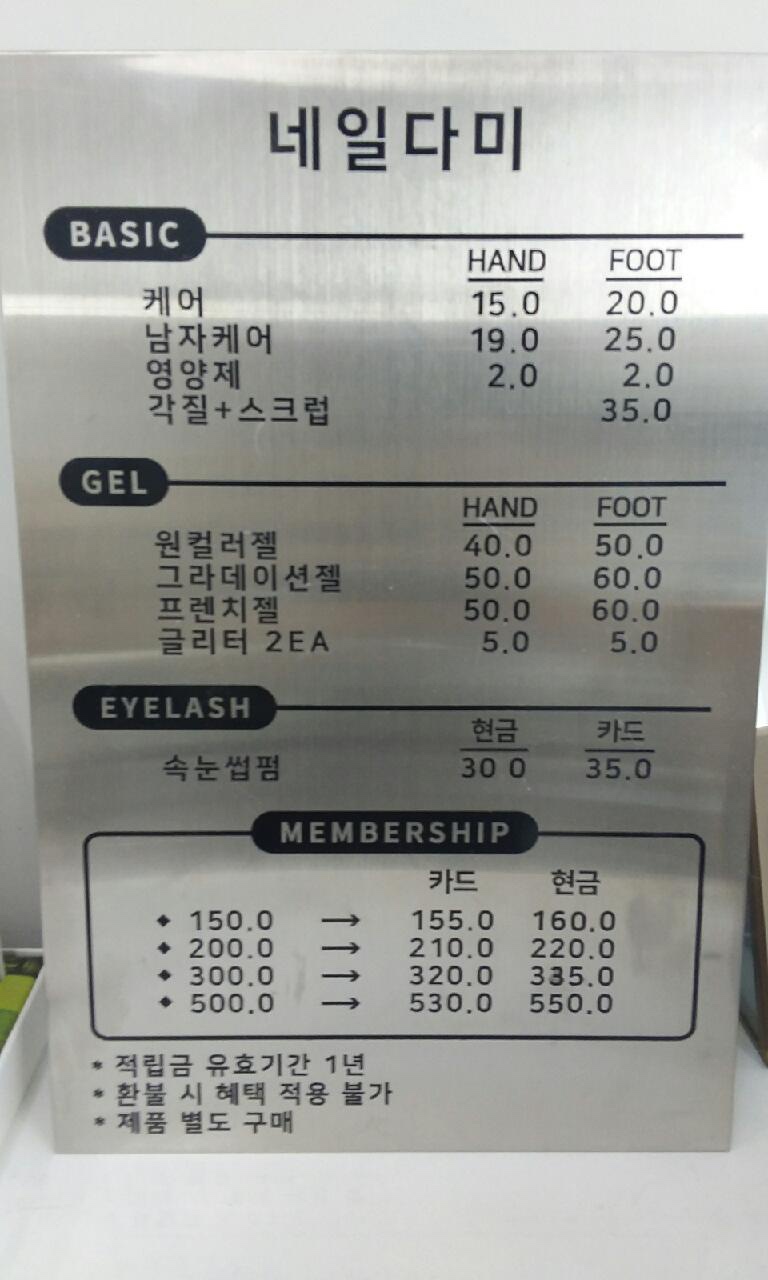 네일다미
BASIC
HAND FOOT
케어 15.0 20.0
남자케어 19.0 25.0
영양제 2.0 2.0
각질+스크럽 35.0
GEL
HAND FOOT
원컬러젤 40.0 50.0
그라데이션젤 50.0 60.0
프렌치젤 50.0 60.0
글리터 2EA 5.0 5.0
EYELASH
현금 카드
속눈썹펌 30 0 35.0
MEMBERSHIP
카드 현금
◆ 150.0 → 155.0 160.0
◆ 200.0 → 210.0 220.0
◆ 300.0 → 320.0 335.0
◆ 500.0 → 530.0 550.0
* 적립금 유효기간 1년
* 환불 시 혜택 적용 불가
* 제품 별도 구매